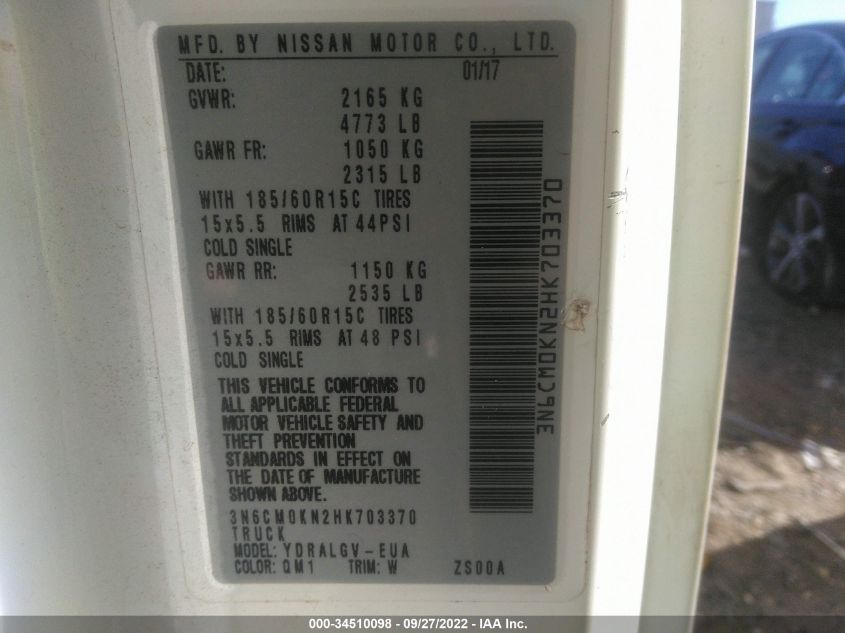 MFD. BY NISSAN MOTOR CO., LTD.
DATE: 01/17
GVWR: 2165 KG
4773 LB
GAWR FR: 1050 KG
2315 LB
WITH 185/60R15C TIRES
15x5.5 RIMS AT 44PSI
COLD SINGLE
GAWR RR: 1150 KG
2535 LB
WITH 185/60R15C TIRES
15x5.5 RIMS AT 48 PSI
COLD SINGLE
THIS VEHICLE CONFORMS TO
ALL APPLICABLE FEDERAL
MOTOR VEHICLE SAFETY AND
THEFT PREVENTION
STANDARDS IN EFFECT ON
THE DATE OF MANUFACTURE
SHOWN ABOVE.
3N6CM0KN2HK703370
TRUCK
MODEL: YDRALGV-EUA
COLOR: QM1 TRIM: W ZS00A
3N6CM0KN2HK703370
000-34510098 - 09/27/2022 - IAA Inc.